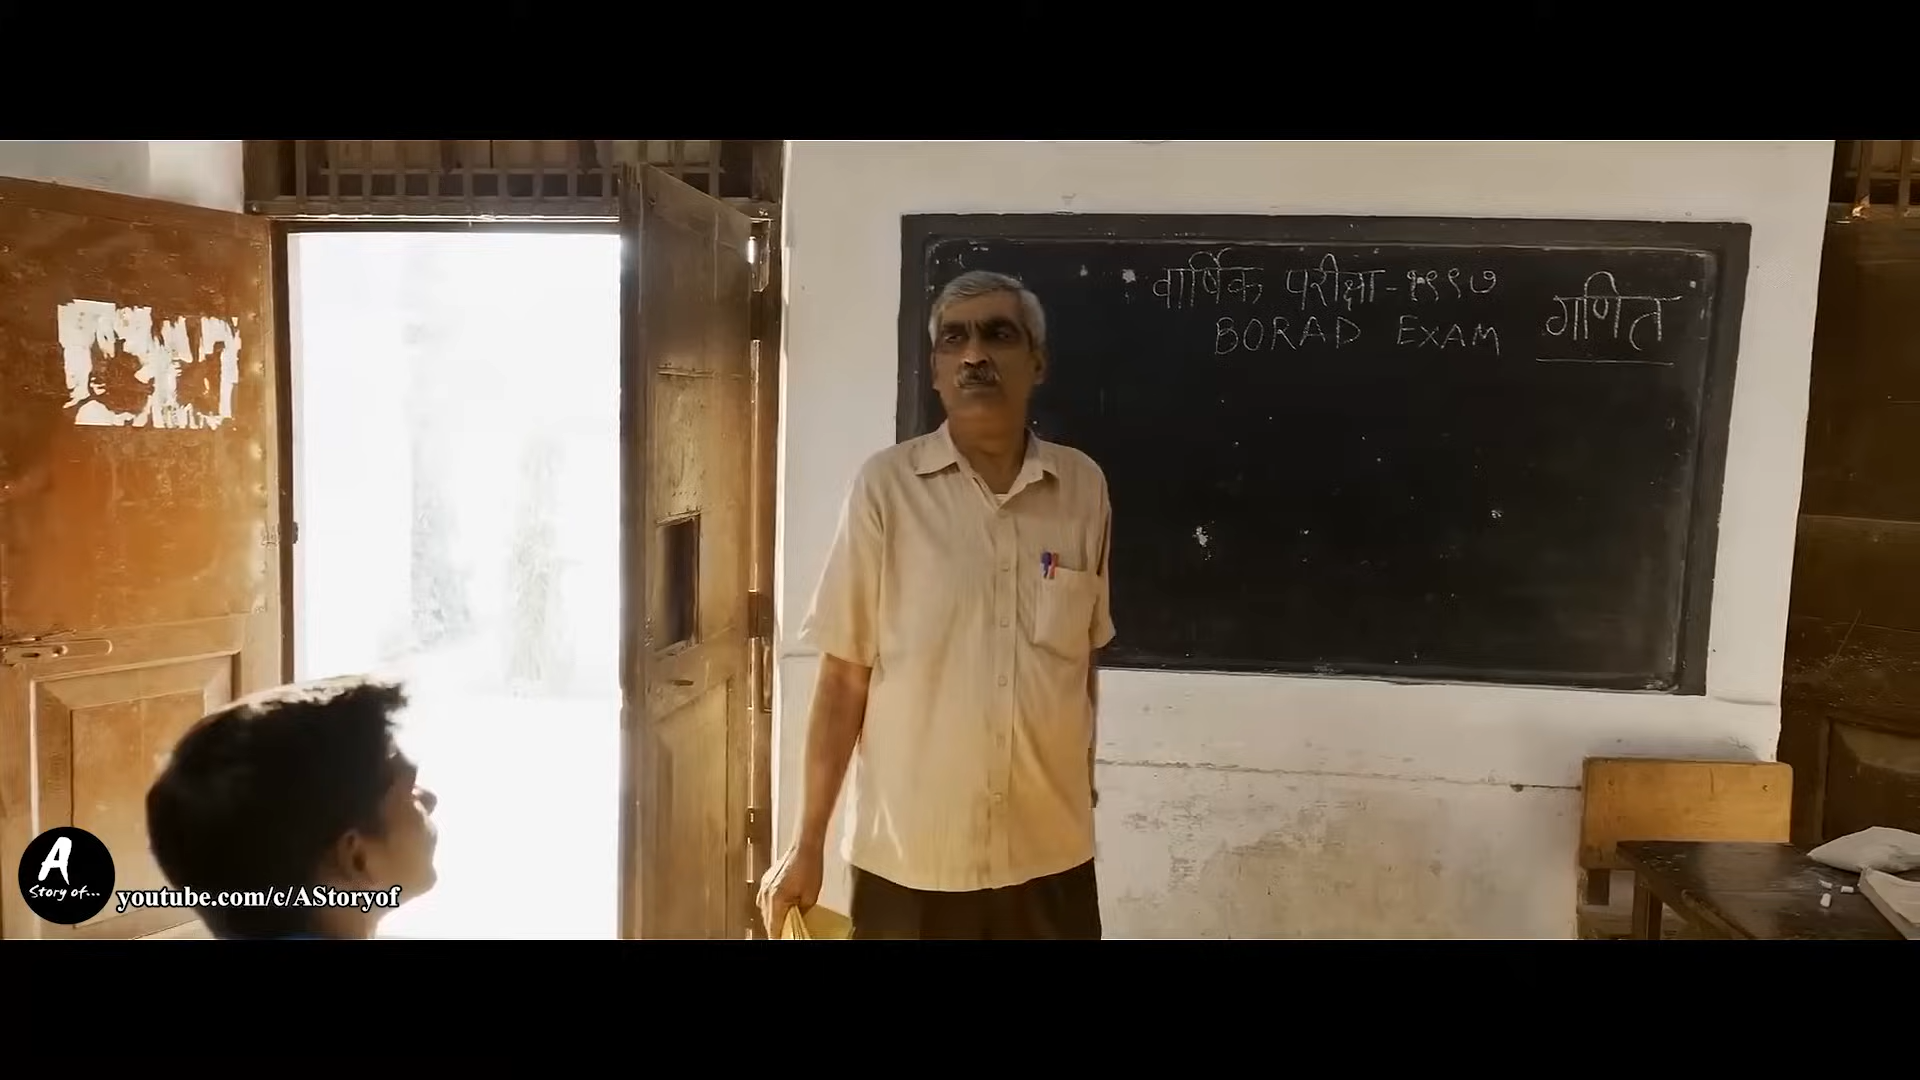 वार्षिक परीक्षा-१९९७
BORAD EXAM
गणित
A
Story of...
youtube.com/c/AStoryof